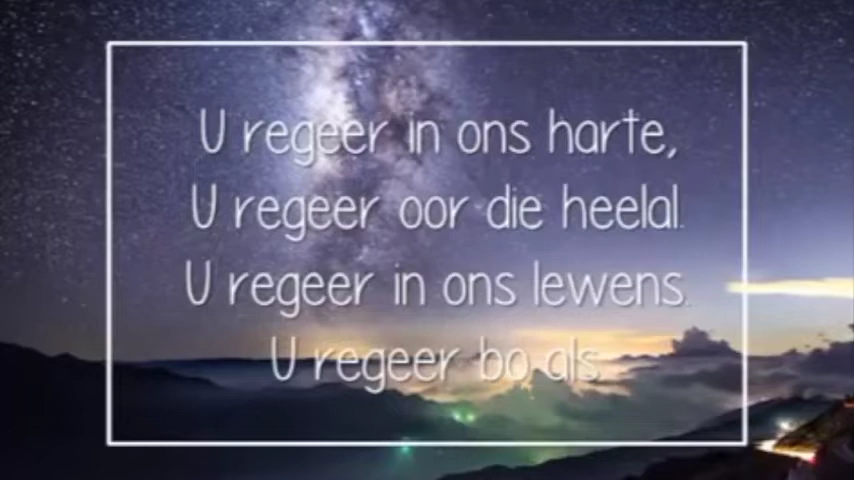 U regeer in ons harte,
U regeer oor die heelal.
U regeer in ons lewens.
U regeer bo als.